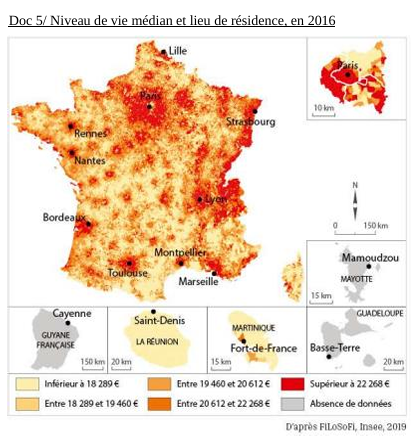 Doc 5/ Niveau de vie médian et lieu de résidence, en 2016
Lille
Paris
Paris
10 km
Strasbourg
Rennes
Nantes
Lyon
N
0 150 km
Bordeaux
Montpellier
Toulouse
Marseille
Mamoudzou
MAYOTTE
15 km
Cayenne
GUYANE
FRANÇAISE
150 km
Saint-Denis
LA RÉUNION
20 km
MARTINIQUE
Fort-de-France
15 km
GUADELOUPE
Basse-Terre
20 km
Inférieur à 18 289 €
Entre 19 460 et 20 612 €
Supérieur à 22 268 €
Entre 18 289 et 19 460 €
Entre 20 612 et 22 268 €
Absence de données
D'après FiLoSoFi, Insee, 2019